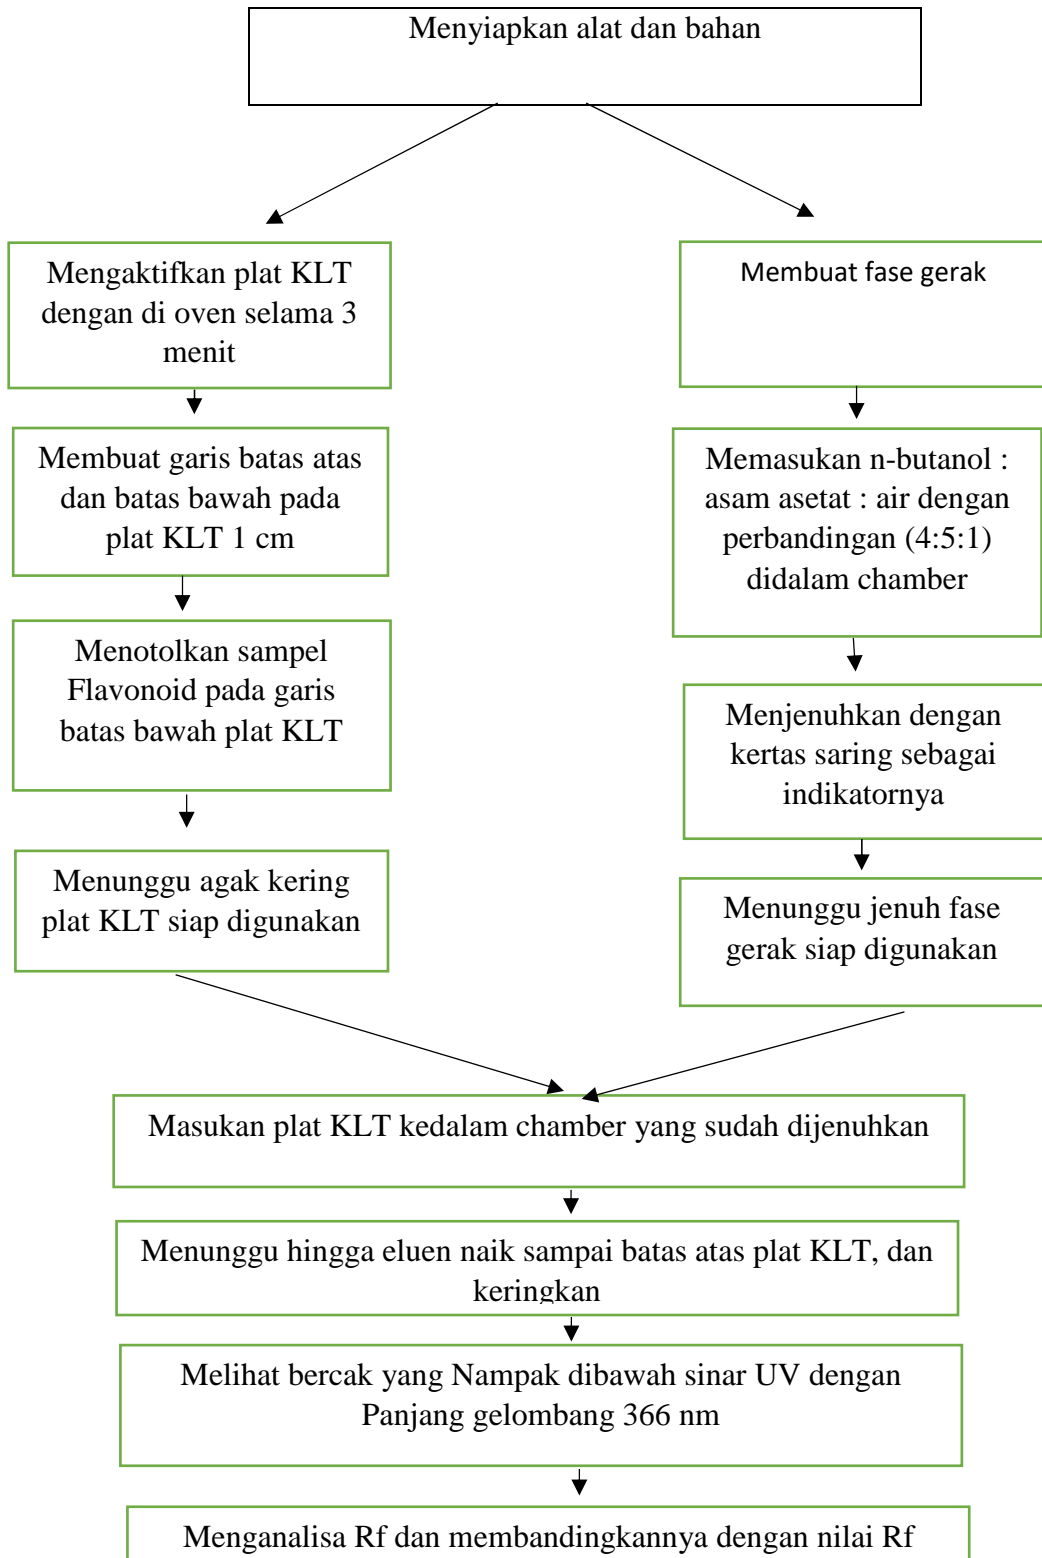 Menyiapkan alat dan bahan
Mengaktifkan plat KLT
dengan di oven selama 3
menit
Membuat fase gerak
Membuat garis batas atas
dan batas bawah pada
plat KLT 1 cm
Memasukan n-butanol :
asam asetat : air dengan
perbandingan (4:5:1)
didalam chamber
Menotolkan sampel
Flavonoid pada garis
batas bawah plat KLT
Menjenuhkan dengan
kertas saring sebagai
indikatornya
Menunggu agak kering
plat KLT siap digunakan
Menunggu jenuh fase
gerak siap digunakan
Masukan plat KLT kedalam chamber yang sudah dijenuhkan
Menunggu hingga eluen naik sampai batas atas plat KLT, dan
keringkan
Melihat bercak yang Nampak dibawah sinar UV dengan
Panjang gelombang 366 nm
Menganalisa Rf dan membandingkannya dengan nilai Rf